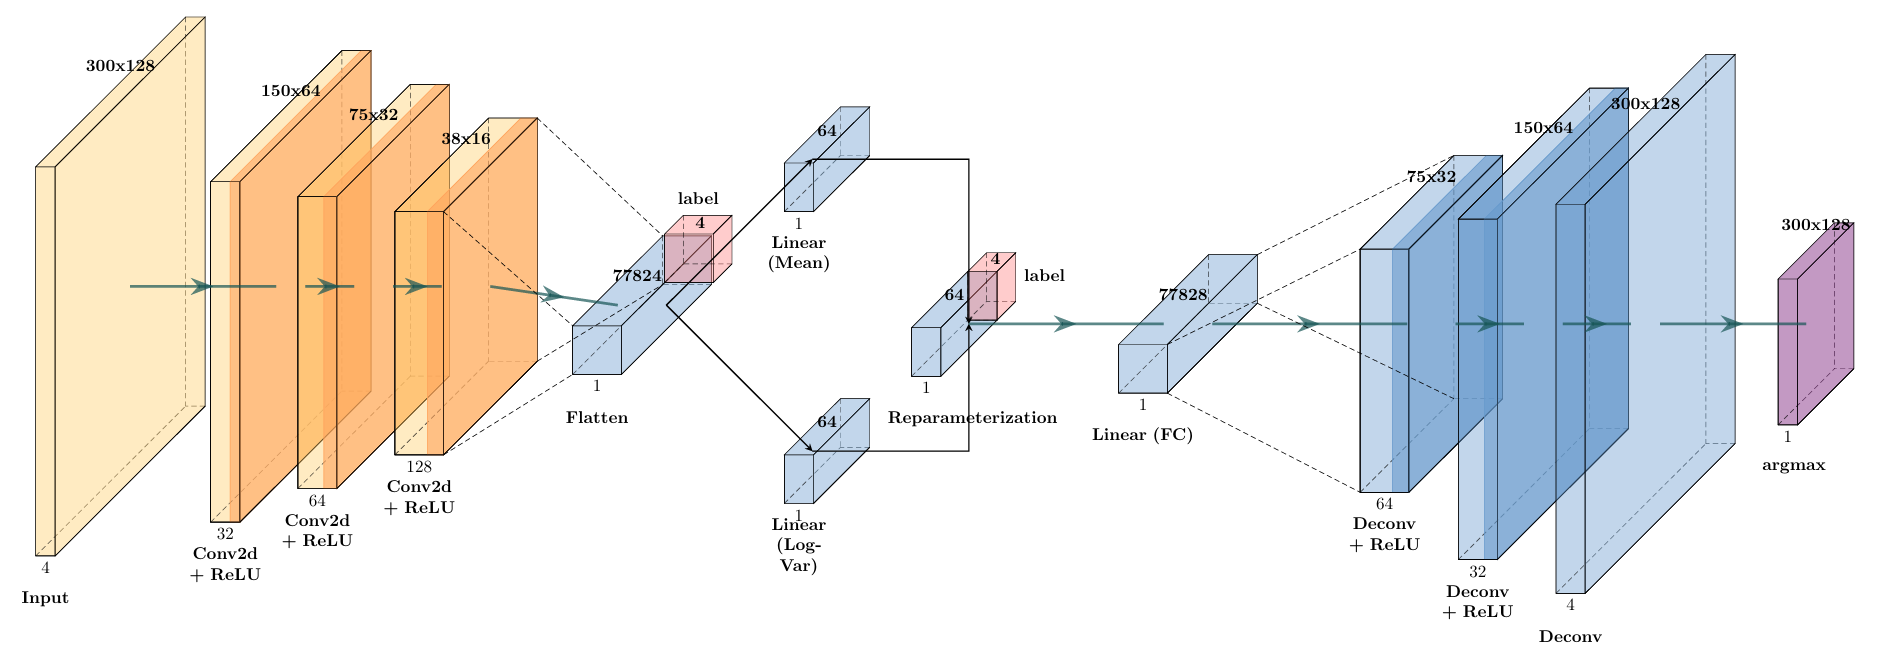 300x128
4
Input
150x64
32
Conv2d
+ ReLU
75x32
64
Conv2d
+ ReLU
38x16
128
Conv2d
+ ReLU
77824
1
Flatten
label
4
64
1
Linear
(Mean)
64
1
Linear
(Log-
Var)
64
1
Reparameterization
4
label
77828
1
Linear (FC)
75x32
64
Deconv
+ ReLU
150x64
32
Deconv
+ ReLU
300x128
4
Deconv
300x128
1
argmax